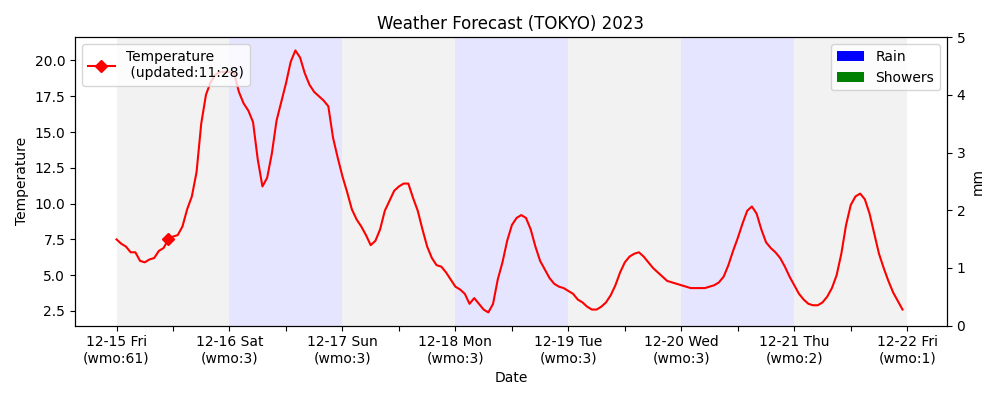 Weather Forecast (TOKYO) 2023
Temperature
(updated:11:28)
Rain
Showers
Temperature
20.0
17.5
15.0
12.5
10.0
7.5
5.0
2.5
5
4
3
2
1
0
mm
12-15 Fri 12-16 Sat 12-17 Sun 12-18 Mon 12-19 Tue 12-20 Wed 12-21 Thu 12-22 Fri
(wmo:61) (wmo:3) (wmo:3) (wmo:3) (wmo:3) (wmo:3) (wmo:2) (wmo:1)
Date